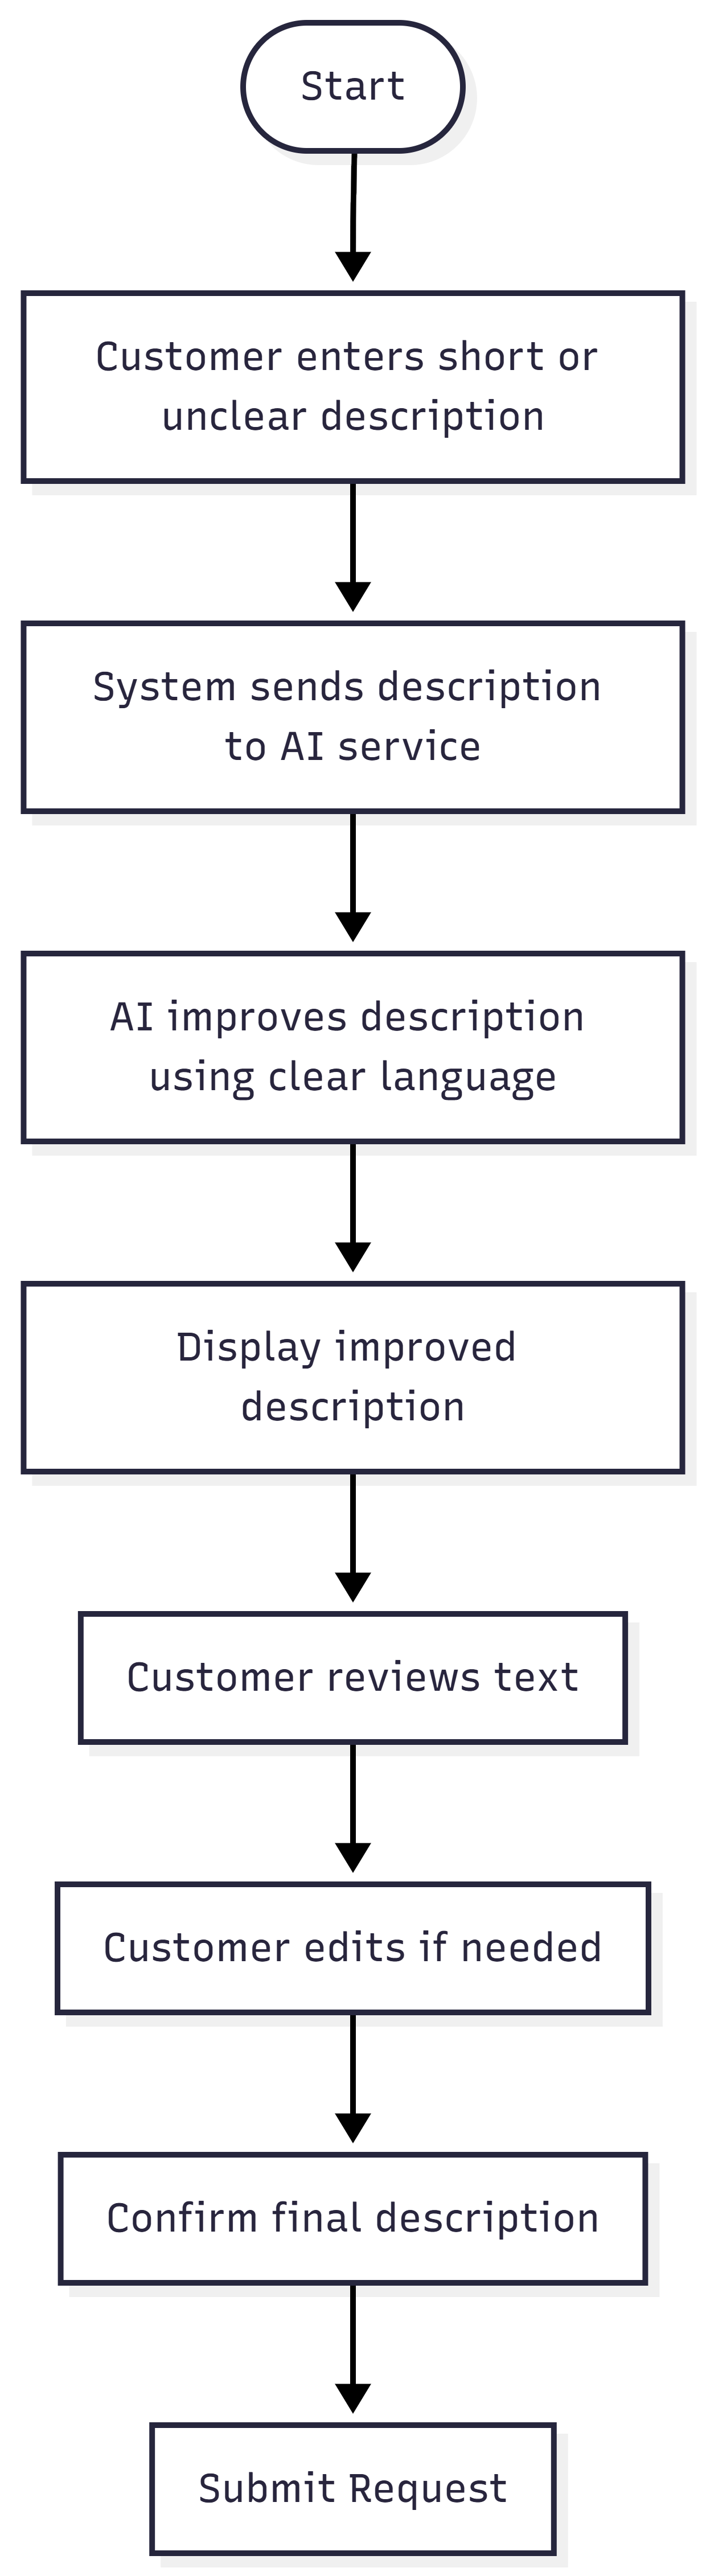 Start
Customer enters short or
unclear description
System sends description
to AI service
AI improves description
using clear language
Display improved
description
Customer reviews text
Customer edits if needed
Confirm final description
Submit Request